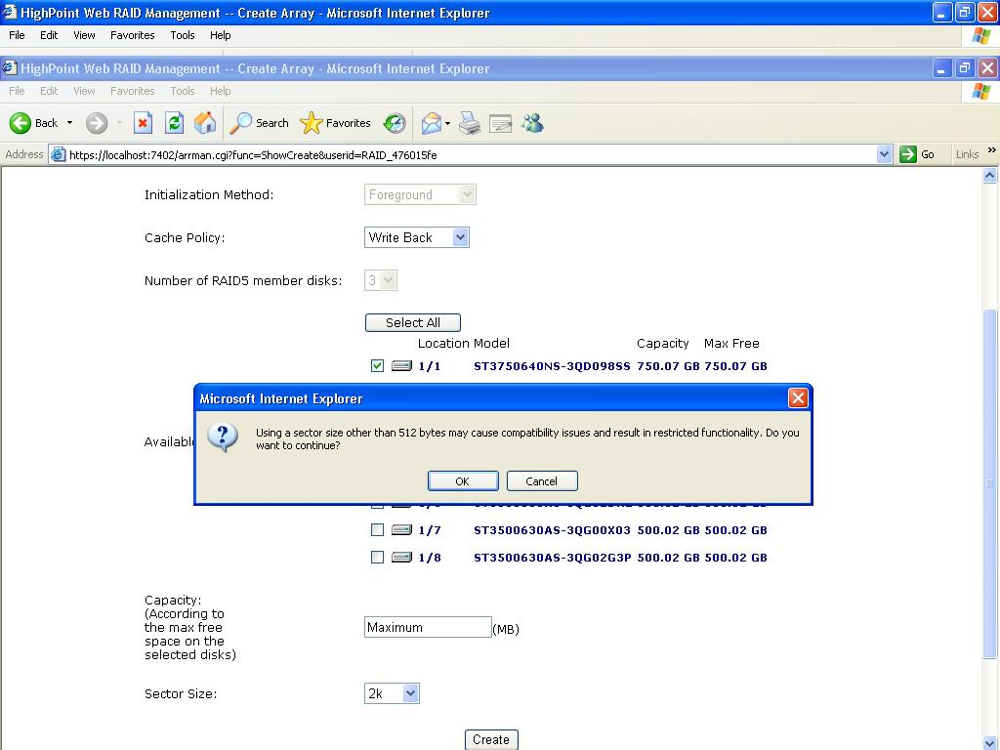 HighPoint Web RAID Management -- Create Array - Microsoft Internet Explorer
File Edit View Favorites Tools Help
HighPoint Web RAID Management -- Create Array - Microsoft Internet Explorer
File Edit View Favorites Tools Help
Back Search Favorites
Address https://localhost:7402/arrman.cgi?func=ShowCreate&userid=RAID_476015fe Go Links »
Initialization Method: Foreground
Cache Policy: Write Back
Number of RAID5 member disks: 3
Select All
Location Model Capacity Max Free
1/1 ST3750640NS-3QD098SS 750.07 GB 750.07 GB
Microsoft Internet Explorer
Using a sector size other than 512 bytes may cause compatibility issues and result in restricted functionality. Do you
want to continue?
OK Cancel
1/7 ST3500630AS-3QG00X03 500.02 GB 500.02 GB
1/8 ST3500630AS-3QG02G3P 500.02 GB 500.02 GB
Capacity:
(According to
the max free
space on the
selected disks)
Maximum (MB)
Sector Size: 2k
Create